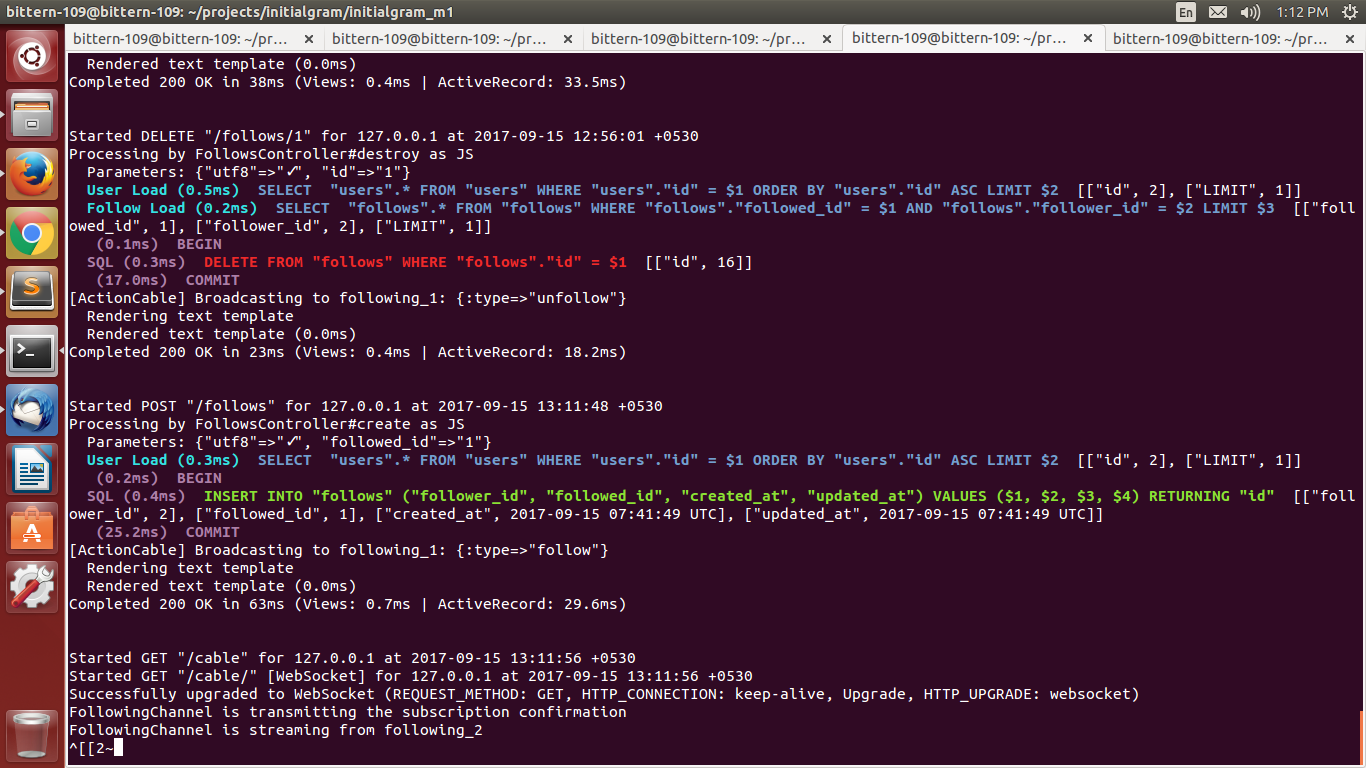 bittern-109@bittern-109: ~/projects/initialgram/initialgram_m1
En
1:12 PM
bittern-109@bittern-109: ~/pr... × bittern-109@bittern-109: ~/pr... × bittern-109@bittern-109: ~/pr... × bittern-109@bittern-109: ~/pr... × bittern-109@bittern-109: ~/pr... ×
  Rendered text template (0.0ms)
Completed 200 OK in 38ms (Views: 0.4ms | ActiveRecord: 33.5ms)
Started DELETE "/follows/1" for 127.0.0.1 at 2017-09-15 12:56:01 +0530
Processing by FollowsController#destroy as JS
  Parameters: {"utf8"=>"✓", "id"=>"1"}
  User Load (0.5ms)  SELECT  "users".* FROM "users" WHERE "users"."id" = $1 ORDER BY "users"."id" ASC LIMIT $2  [["id", 2], ["LIMIT", 1]]
  Follow Load (0.2ms)  SELECT  "follows".* FROM "follows" WHERE "follows"."followed_id" = $1 AND "follows"."follower_id" = $2 LIMIT $3  [["foll
owed_id", 1], ["follower_id", 2], ["LIMIT", 1]]
   (0.1ms)  BEGIN
  SQL (0.3ms)  DELETE FROM "follows" WHERE "follows"."id" = $1  [["id", 16]]
   (17.0ms)  COMMIT
[ActionCable] Broadcasting to following_1: {:type=>"unfollow"}
  Rendering text template
  Rendered text template (0.0ms)
Completed 200 OK in 23ms (Views: 0.4ms | ActiveRecord: 18.2ms)
Started POST "/follows" for 127.0.0.1 at 2017-09-15 13:11:48 +0530
Processing by FollowsController#create as JS
  Parameters: {"utf8"=>"✓", "followed_id"=>"1"}
  User Load (0.3ms)  SELECT  "users".* FROM "users" WHERE "users"."id" = $1 ORDER BY "users"."id" ASC LIMIT $2  [["id", 2], ["LIMIT", 1]]
   (0.2ms)  BEGIN
  SQL (0.4ms)  INSERT INTO "follows" ("follower_id", "followed_id", "created_at", "updated_at") VALUES ($1, $2, $3, $4) RETURNING "id"  [["foll
ower_id", 2], ["followed_id", 1], ["created_at", 2017-09-15 07:41:49 UTC], ["updated_at", 2017-09-15 07:41:49 UTC]]
   (25.2ms)  COMMIT
[ActionCable] Broadcasting to following_1: {:type=>"follow"}
  Rendering text template
  Rendered text template (0.0ms)
Completed 200 OK in 63ms (Views: 0.7ms | ActiveRecord: 29.6ms)
Started GET "/cable" for 127.0.0.1 at 2017-09-15 13:11:56 +0530
Started GET "/cable/" [WebSocket] for 127.0.0.1 at 2017-09-15 13:11:56 +0530
Successfully upgraded to WebSocket (REQUEST_METHOD: GET, HTTP_CONNECTION: keep-alive, Upgrade, HTTP_UPGRADE: websocket)
FollowingChannel is transmitting the subscription confirmation
FollowingChannel is streaming from following_2
^[[2~